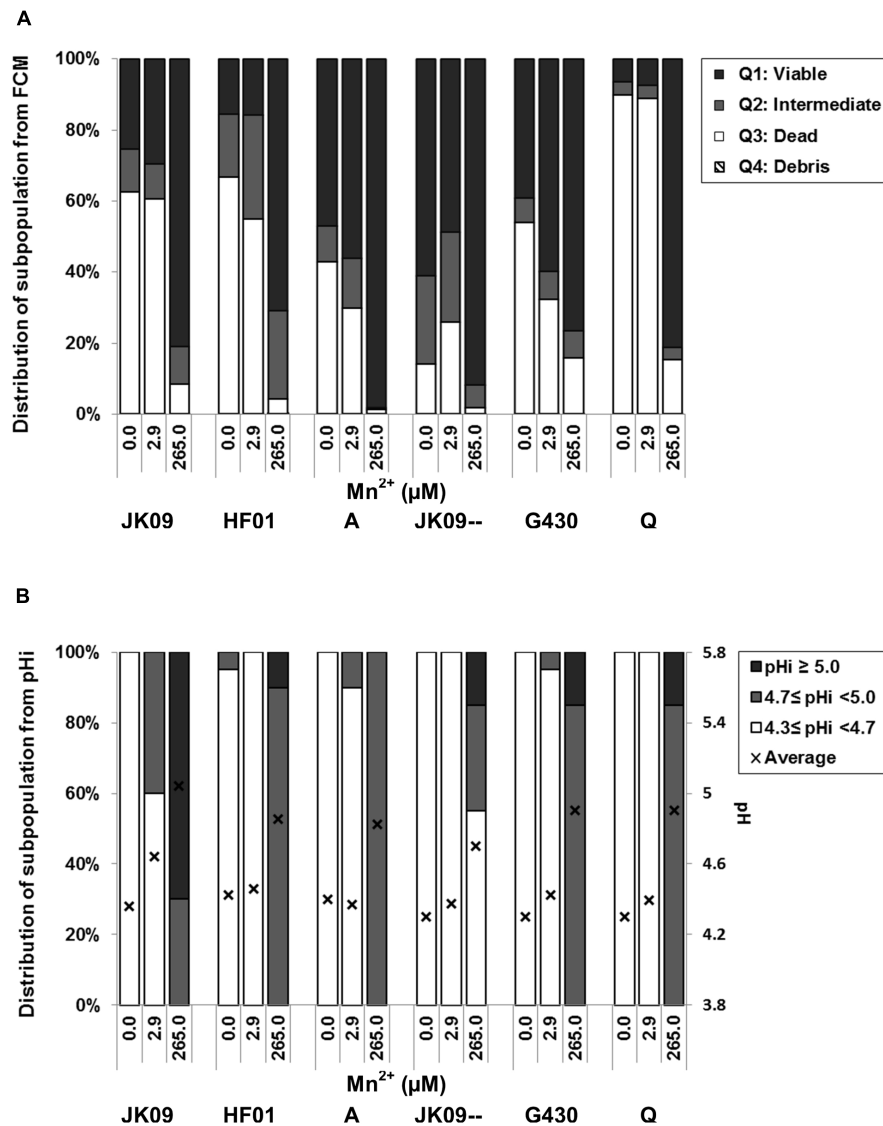 A
Distribution of subpopulation from FCM
100%
80%
60%
40%
20%
0%
Q1: Viable
Q2: Intermediate
Q3: Dead
Q4: Debris
0.0 2.9 265.0 0.0 2.9 265.0 0.0 2.9 265.0 0.0 2.9 265.0 0.0 2.9 265.0 0.0 2.9 265.0
Mn²⁺ (µM)
JK09 HF01 A JK09-- G430 Q
B
Distribution of subpopulation from pHi
100%
80%
60%
40%
20%
0%
5.8
5.4
5
4.6
4.2
3.8
pH
pHi ≥ 5.0
4.7≤ pHi <5.0
4.3≤ pHi <4.7
Average
0.0 2.9 265.0 0.0 2.9 265.0 0.0 2.9 265.0 0.0 2.9 265.0 0.0 2.9 265.0 0.0 2.9 265.0
Mn²⁺ (µM)
JK09 HF01 A JK09-- G430 Q